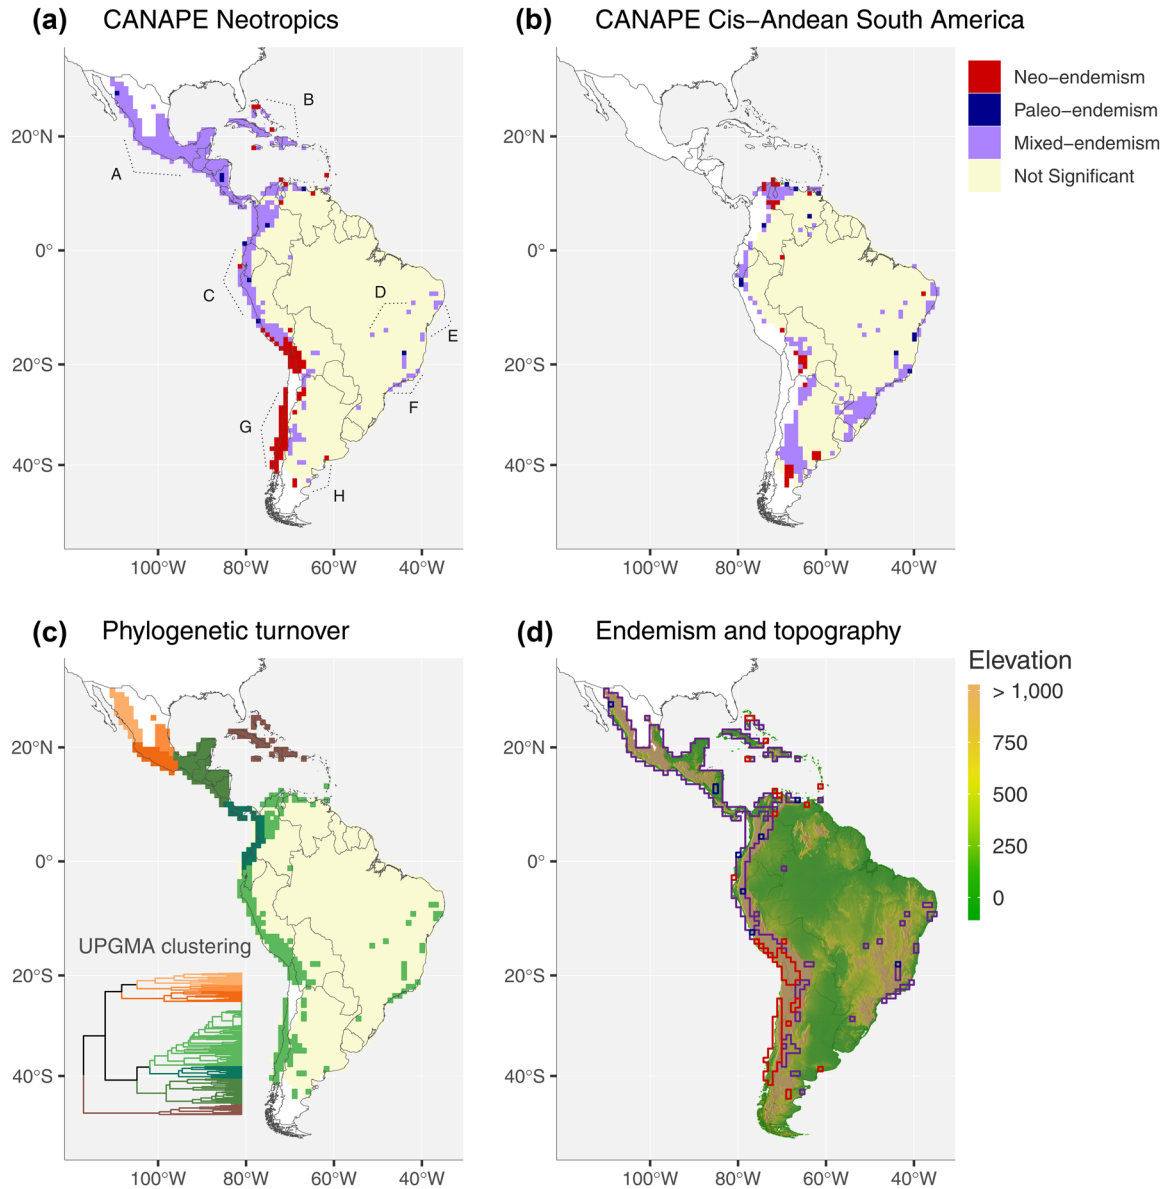 (a) CANAPE Neotropics
(b) CANAPE Cis−Andean South America
Neo−endemism
Paleo−endemism
Mixed−endemism
Not Significant
20°N
0°
20°S
40°S
A
B
C
D
E
F
G
H
100°W 80°W 60°W 40°W
100°W 80°W 60°W 40°W
20°N
0°
20°S
40°S
(c) Phylogenetic turnover
(d) Endemism and topography
Elevation
> 1,000
750
500
250
0
20°N
0°
20°S
40°S
UPGMA clustering
100°W 80°W 60°W 40°W
20°N
0°
20°S
40°S
100°W 80°W 60°W 40°W